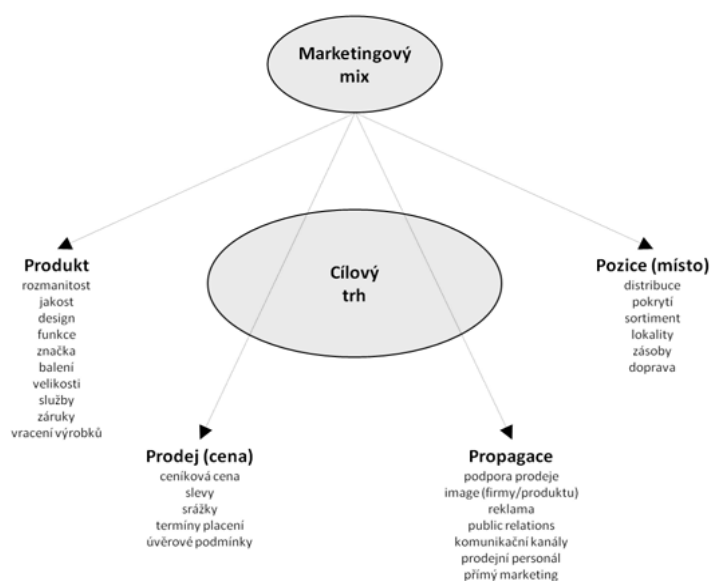 Marketingový
mix
Cílový
trh
Produkt
rozmanitost
jakost
design
funkce
značka
balení
velikosti
služby
záruky
vracení výrobků
Prodej (cena)
ceníková cena
slevy
srážky
termíny placení
úvěrové podmínky
Propagace
podpora prodeje
image (firmy/produktu)
reklama
public relations
komunikační kanály
prodejní personál
přímý marketing
Pozice (místo)
distribuce
pokrytí
sortiment
lokality
zásoby
doprava